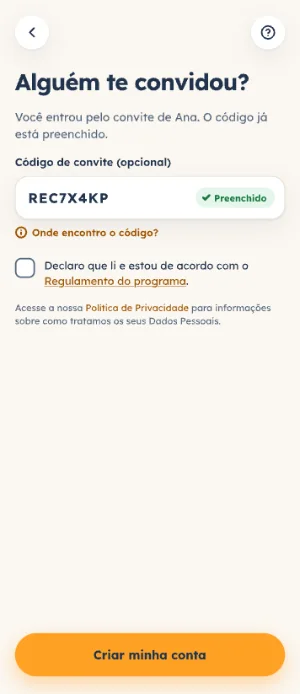 Alguém te convidou?
Você entrou pelo convite de Ana. O código já
está preenchido.
Código de convite (opcional)
REC7X4KP
Preenchido
Onde encontro o código?
Declaro que li e estou de acordo com o
Regulamento do programa.
Acesse a nossa Política de Privacidade para informações
sobre como tratamos os seus Dados Pessoais.
Criar minha conta